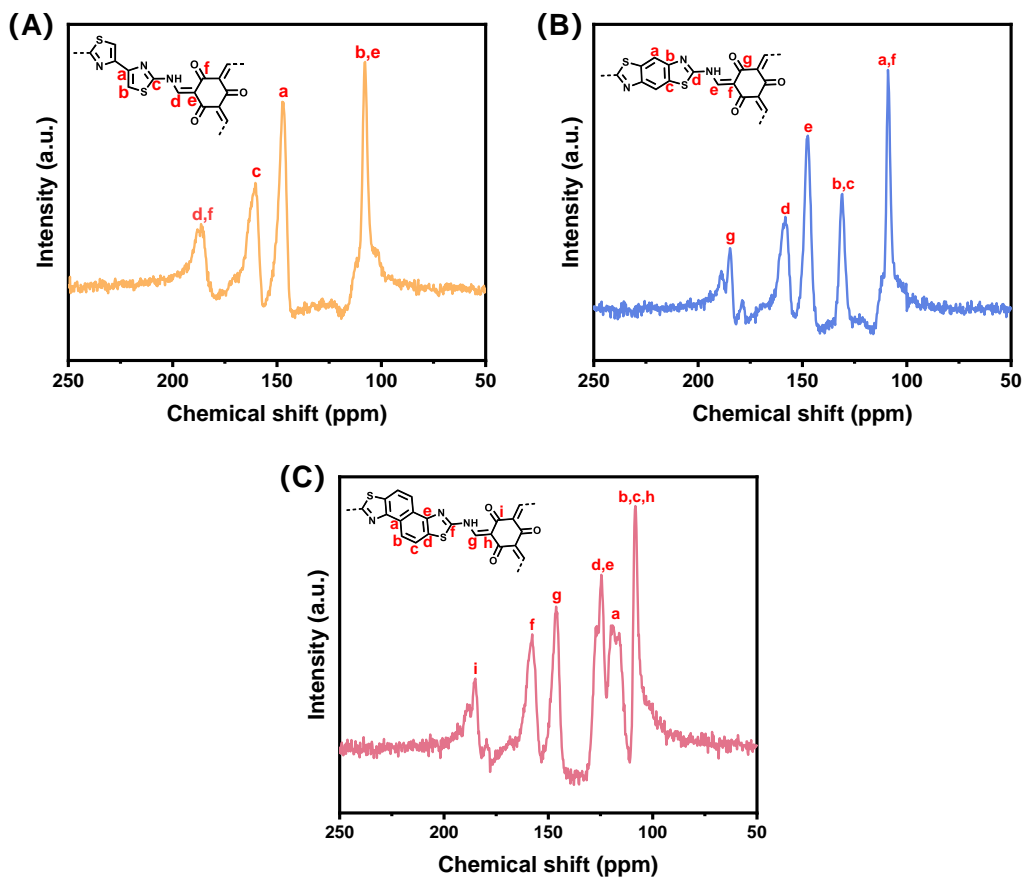 (A)
Intensity (a.u.)
S
N
N
S
NH
O
O
O
a
b
c
d
e
f
d,f
c
a
b,e
250
200
150
100
50
Chemical shift (ppm)
(B)
Intensity (a.u.)
S
N
N
S
NH
O
O
O
a
b
c
d
e
f
g
g
d
e
b,c
a,f
250
200
150
100
50
Chemical shift (ppm)
(C)
Intensity (a.u.)
S
N
N
S
NH
O
O
O
a
b
c
d
e
f
g
h
i
i
f
g
d,e
a
b,c,h
250
200
150
100
50
Chemical shift (ppm)